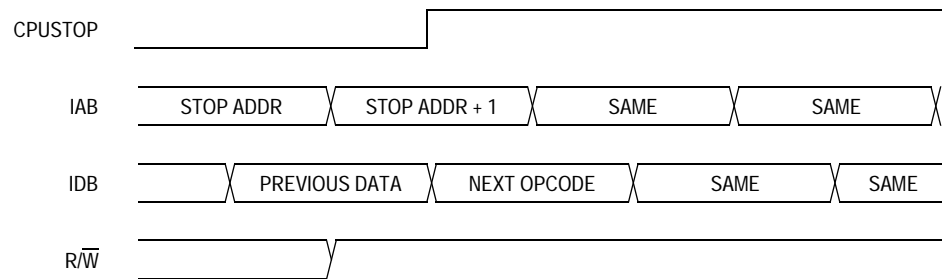 CPUSTOP
IAB STOP ADDR STOP ADDR + 1 SAME SAME
IDB PREVIOUS DATA NEXT OPCODE SAME SAME
R/W̅